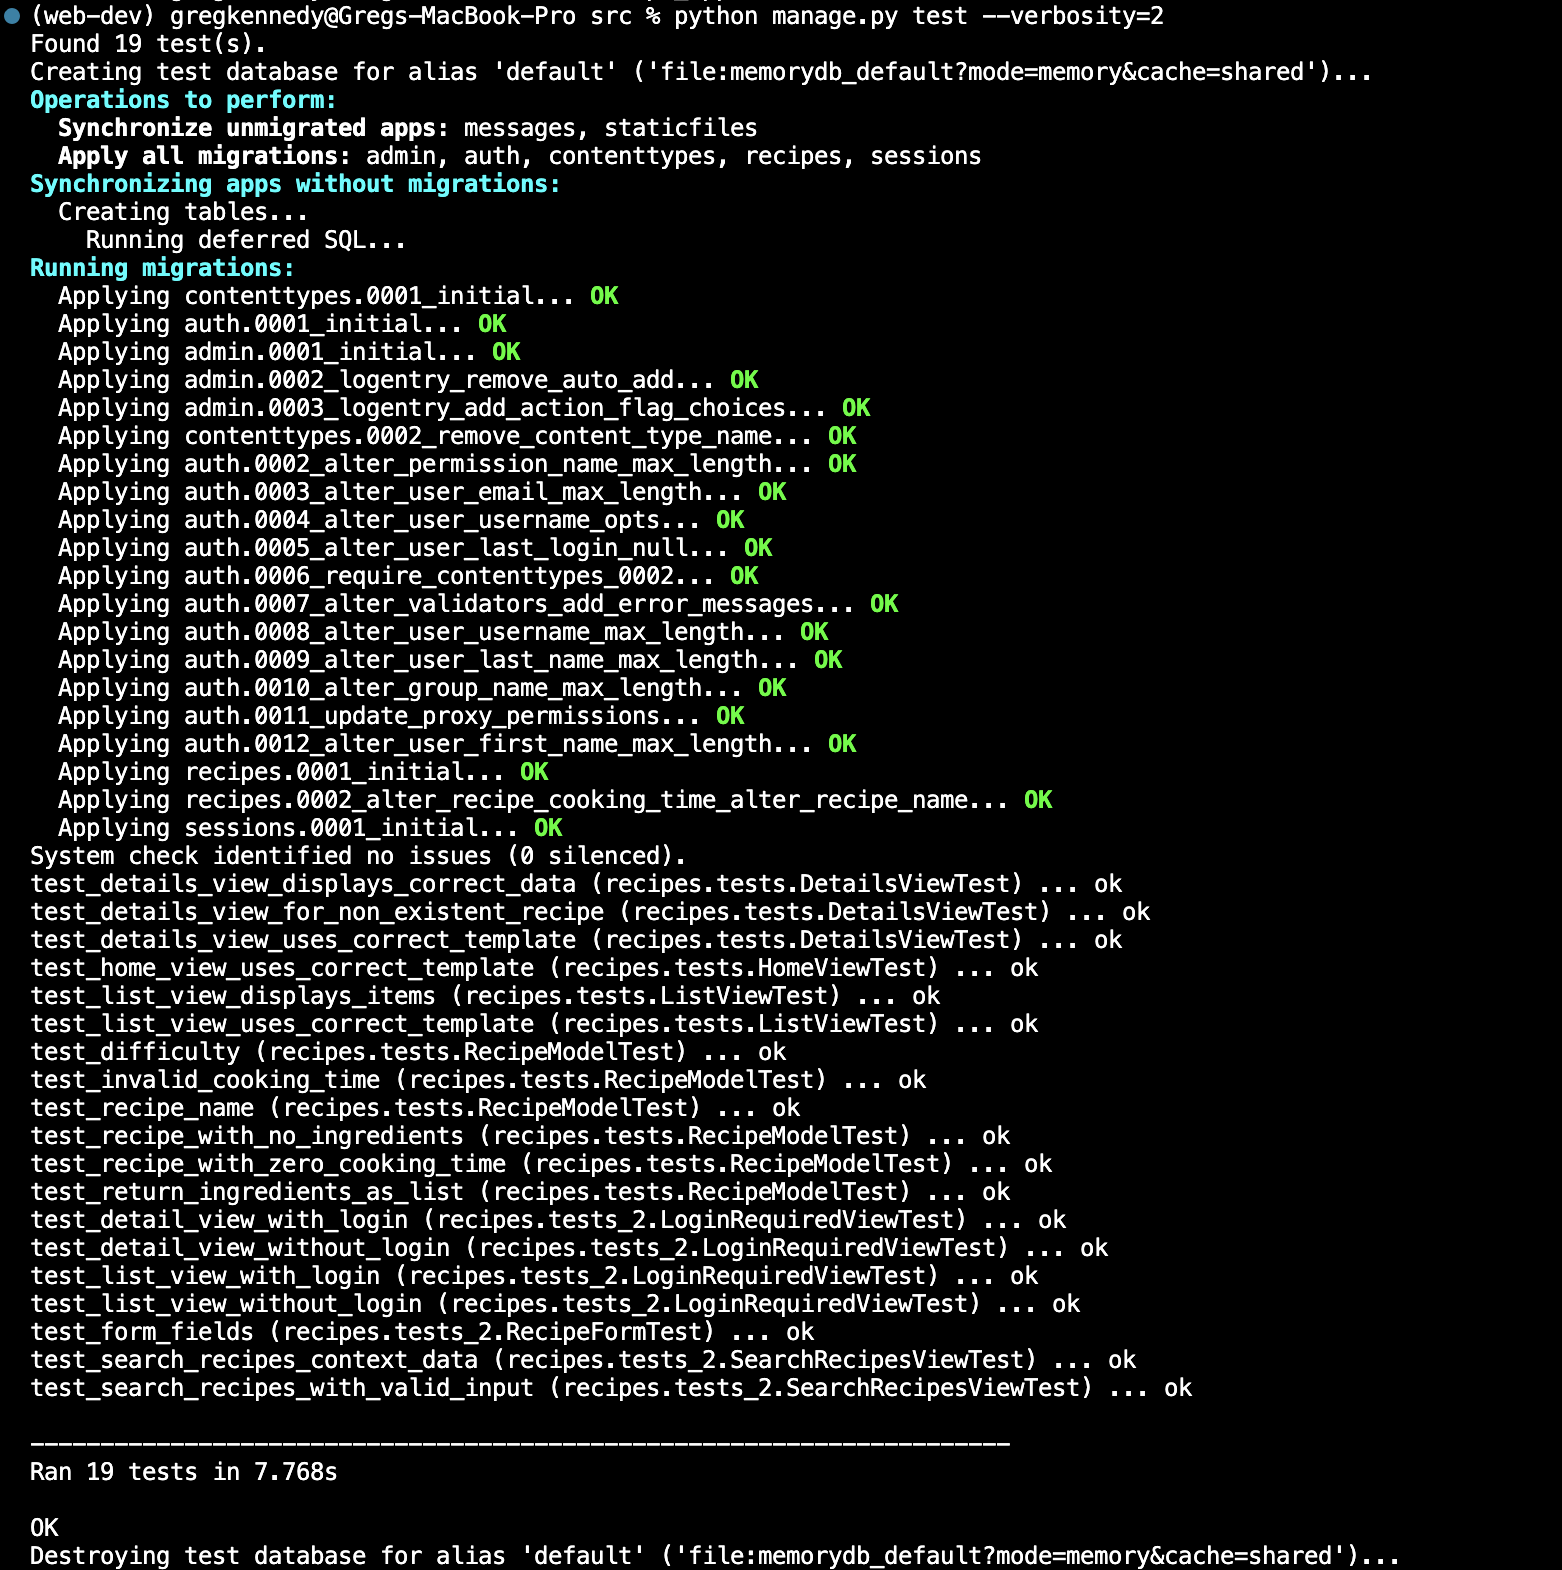 (web-dev) gregkennedy@Gregs-MacBook-Pro src % python manage.py test --verbosity=2
Found 19 test(s).
Creating test database for alias 'default' ('file:memorydb_default?mode=memory&cache=shared')...
Operations to perform:
  Synchronize unmigrated apps: messages, staticfiles
  Apply all migrations: admin, auth, contenttypes, recipes, sessions
Synchronizing apps without migrations:
  Creating tables...
    Running deferred SQL...
Running migrations:
  Applying contenttypes.0001_initial... OK
  Applying auth.0001_initial... OK
  Applying admin.0001_initial... OK
  Applying admin.0002_logentry_remove_auto_add... OK
  Applying admin.0003_logentry_add_action_flag_choices... OK
  Applying contenttypes.0002_remove_content_type_name... OK
  Applying auth.0002_alter_permission_name_max_length... OK
  Applying auth.0003_alter_user_email_max_length... OK
  Applying auth.0004_alter_user_username_opts... OK
  Applying auth.0005_alter_user_last_login_null... OK
  Applying auth.0006_require_contenttypes_0002... OK
  Applying auth.0007_alter_validators_add_error_messages... OK
  Applying auth.0008_alter_user_username_max_length... OK
  Applying auth.0009_alter_user_last_name_max_length... OK
  Applying auth.0010_alter_group_name_max_length... OK
  Applying auth.0011_update_proxy_permissions... OK
  Applying auth.0012_alter_user_first_name_max_length... OK
  Applying recipes.0001_initial... OK
  Applying recipes.0002_alter_recipe_cooking_time_alter_recipe_name... OK
  Applying sessions.0001_initial... OK
System check identified no issues (0 silenced).
test_details_view_displays_correct_data (recipes.tests.DetailsViewTest) ... ok
test_details_view_for_non_existent_recipe (recipes.tests.DetailsViewTest) ... ok
test_details_view_uses_correct_template (recipes.tests.DetailsViewTest) ... ok
test_home_view_uses_correct_template (recipes.tests.HomeViewTest) ... ok
test_list_view_displays_items (recipes.tests.ListViewTest) ... ok
test_list_view_uses_correct_template (recipes.tests.ListViewTest) ... ok
test_difficulty (recipes.tests.RecipeModelTest) ... ok
test_invalid_cooking_time (recipes.tests.RecipeModelTest) ... ok
test_recipe_name (recipes.tests.RecipeModelTest) ... ok
test_recipe_with_no_ingredients (recipes.tests.RecipeModelTest) ... ok
test_recipe_with_zero_cooking_time (recipes.tests.RecipeModelTest) ... ok
test_return_ingredients_as_list (recipes.tests.RecipeModelTest) ... ok
test_detail_view_with_login (recipes.tests_2.LoginRequiredViewTest) ... ok
test_detail_view_without_login (recipes.tests_2.LoginRequiredViewTest) ... ok
test_list_view_with_login (recipes.tests_2.LoginRequiredViewTest) ... ok
test_list_view_without_login (recipes.tests_2.LoginRequiredViewTest) ... ok
test_form_fields (recipes.tests_2.RecipeFormTest) ... ok
test_search_recipes_context_data (recipes.tests_2.SearchRecipesViewTest) ... ok
test_search_recipes_with_valid_input (recipes.tests_2.SearchRecipesViewTest) ... ok
----------------------------------------------------------------------
Ran 19 tests in 7.768s
OK
Destroying test database for alias 'default' ('file:memorydb_default?mode=memory&cache=shared')...